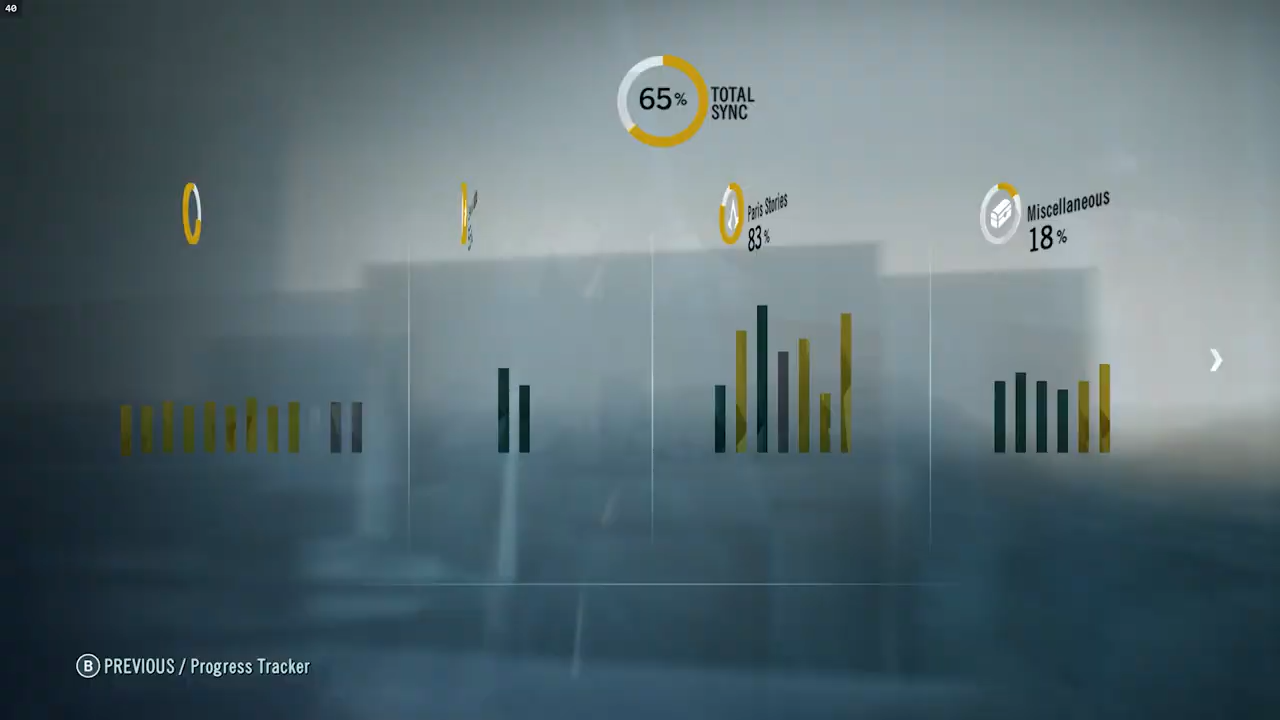 40
65%
TOTAL
SYNC
Paris Stories
83%
Miscellaneous
18%
B PREVIOUS / Progress Tracker